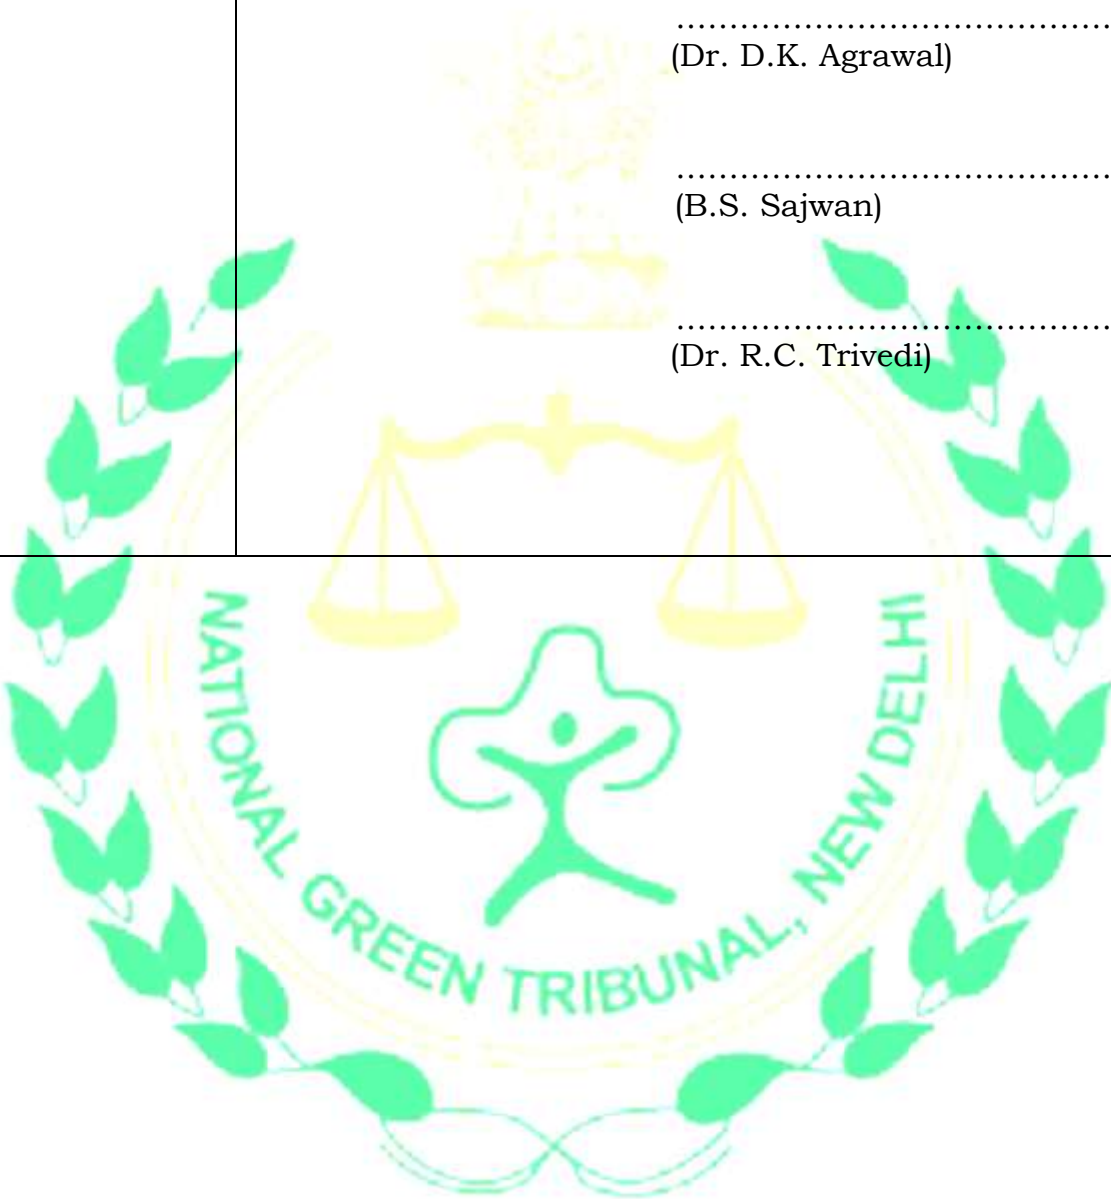 ………………………………………
(Dr. D.K. Agrawal)
………………………………………
(B.S. Sajwan)
………………………………………
(Dr. R.C. Trivedi)
NATIONAL GREEN TRIBUNAL, NEW DELHI